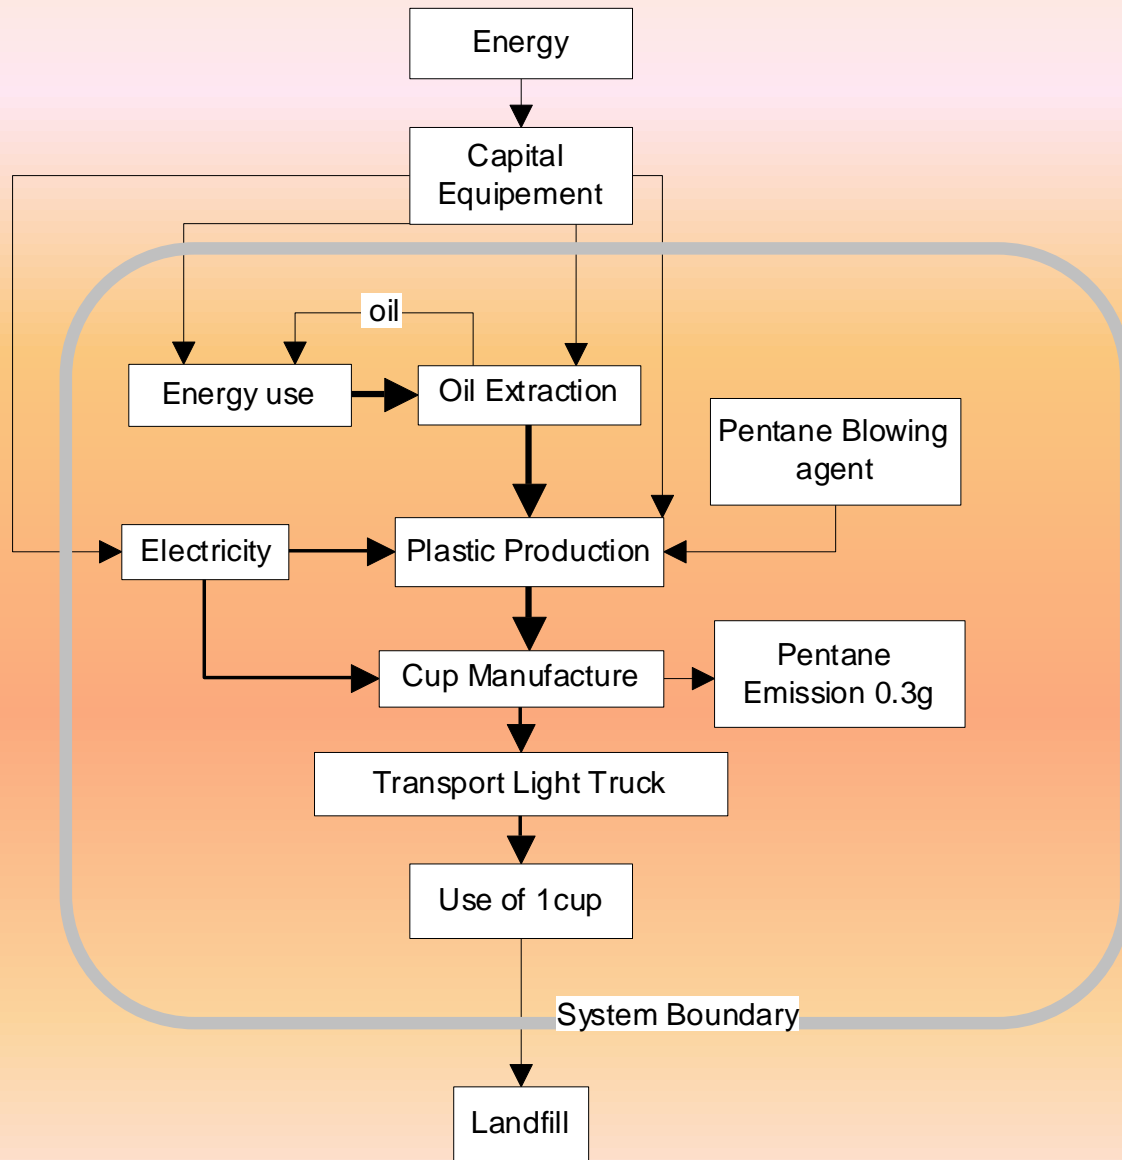 Energy
Capital
Equipement
oil
Energy use
Oil Extraction
Pentane Blowing
agent
Electricity
Plastic Production
Cup Manufacture
Pentane
Emission 0.3g
Transport Light Truck
Use of 1cup
System Boundary
Landfill